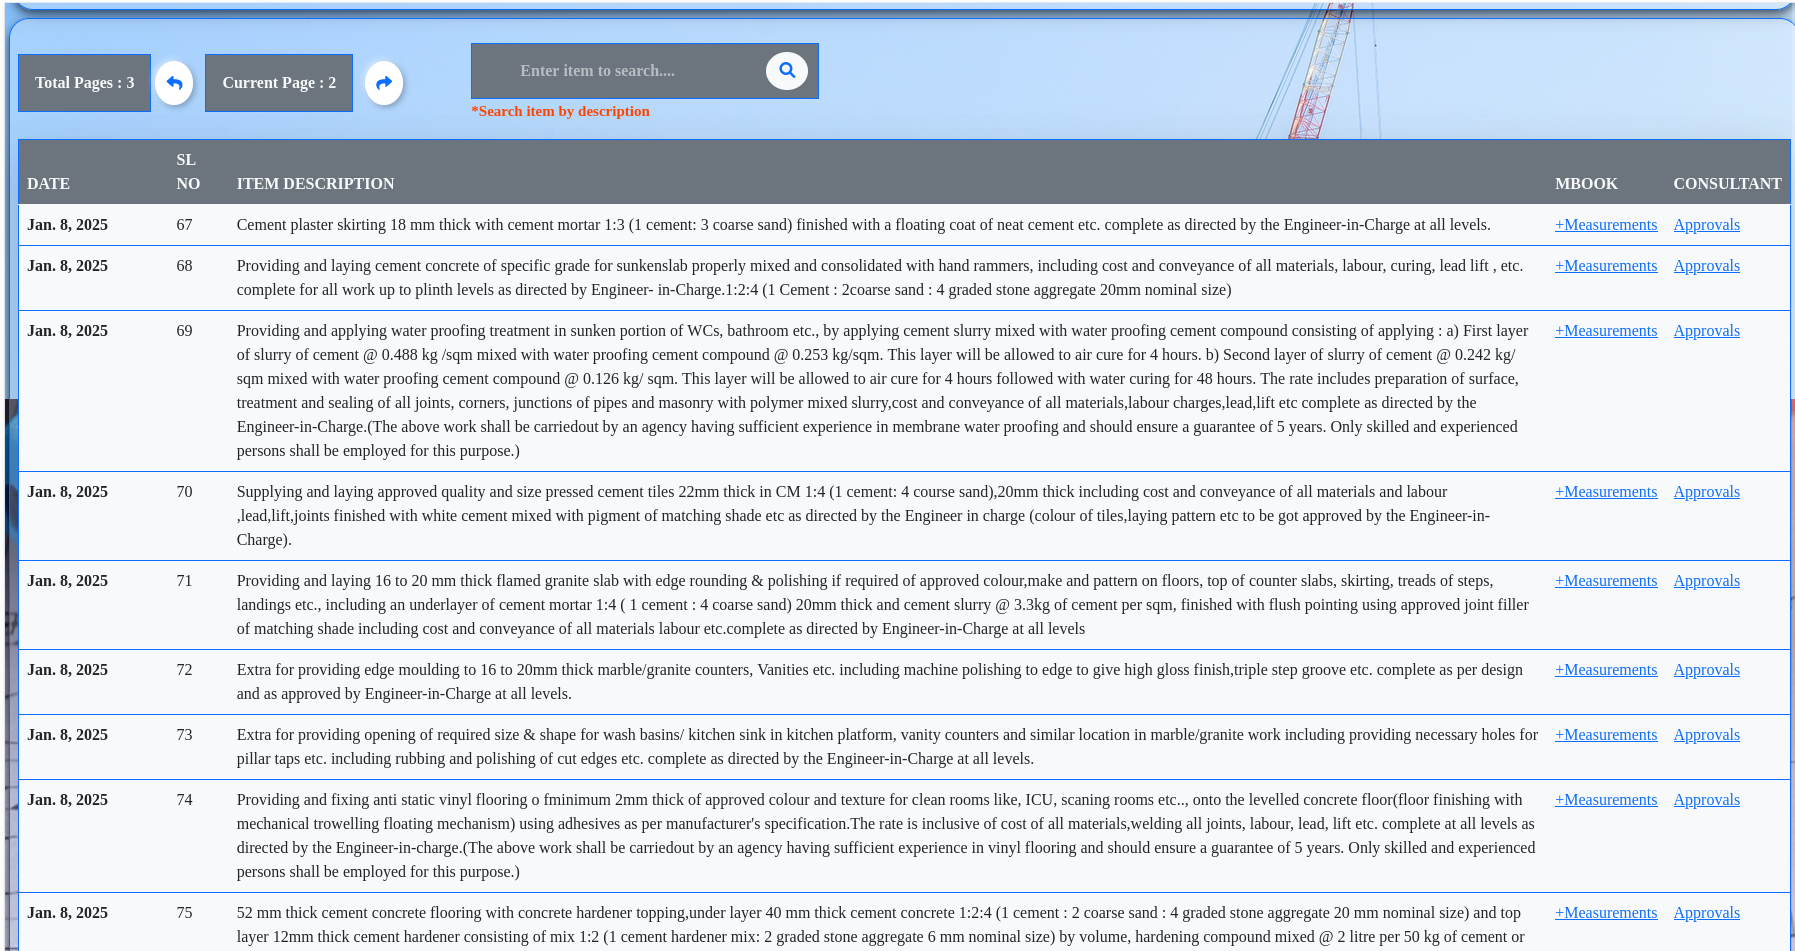 Total Pages : 3
Current Page : 2
Enter item to search....
*Search item by description
DATE SL NO ITEM DESCRIPTION MBOOK CONSULTANT
Jan. 8, 2025 67 Cement plaster skirting 18 mm thick with cement mortar 1:3 (1 cement: 3 coarse sand) finished with a floating coat of neat cement etc. complete as directed by the Engineer-in-Charge at all levels. +Measurements Approvals
Jan. 8, 2025 68 Providing and laying cement concrete of specific grade for sunkenslab properly mixed and consolidated with hand rammers, including cost and conveyance of all materials, labour, curing, lead lift , etc. +Measurements Approvals
complete for all work up to plinth levels as directed by Engineer- in-Charge.1:2:4 (1 Cement : 2coarse sand : 4 graded stone aggregate 20mm nominal size)
Jan. 8, 2025 69 Providing and applying water proofing treatment in sunken portion of WCs, bathroom etc., by applying cement slurry mixed with water proofing cement compound consisting of applying : a) First layer +Measurements Approvals
of slurry of cement @ 0.488 kg /sqm mixed with water proofing cement compound @ 0.253 kg/sqm. This layer will be allowed to air cure for 4 hours. b) Second layer of slurry of cement @ 0.242 kg/
sqm mixed with water proofing cement compound @ 0.126 kg/ sqm. This layer will be allowed to air cure for 4 hours followed with water curing for 48 hours. The rate includes preparation of surface,
treatment and sealing of all joints, corners, junctions of pipes and masonry with polymer mixed slurry,cost and conveyance of all materials,labour charges,lead,lift etc complete as directed by the
Engineer-in-Charge.(The above work shall be carriedout by an agency having sufficient experience in membrane water proofing and should ensure a guarantee of 5 years. Only skilled and experienced
persons shall be employed for this purpose.)
Jan. 8, 2025 70 Supplying and laying approved quality and size pressed cement tiles 22mm thick in CM 1:4 (1 cement: 4 course sand),20mm thick including cost and conveyance of all materials and labour +Measurements Approvals
,lead,lift,joints finished with white cement mixed with pigment of matching shade etc as directed by the Engineer in charge (colour of tiles,laying pattern etc to be got approved by the Engineer-in-
Charge).
Jan. 8, 2025 71 Providing and laying 16 to 20 mm thick flamed granite slab with edge rounding & polishing if required of approved colour,make and pattern on floors, top of counter slabs, skirting, treads of steps, +Measurements Approvals
landings etc., including an underlayer of cement mortar 1:4 ( 1 cement : 4 coarse sand) 20mm thick and cement slurry @ 3.3kg of cement per sqm, finished with flush pointing using approved joint filler
of matching shade including cost and conveyance of all materials labour etc.complete as directed by Engineer-in-Charge at all levels
Jan. 8, 2025 72 Extra for providing edge moulding to 16 to 20mm thick marble/granite counters, Vanities etc. including machine polishing to edge to give high gloss finish,triple step groove etc. complete as per design +Measurements Approvals
and as approved by Engineer-in-Charge at all levels.
Jan. 8, 2025 73 Extra for providing opening of required size & shape for wash basins/ kitchen sink in kitchen platform, vanity counters and similar location in marble/granite work including providing necessary holes for +Measurements Approvals
pillar taps etc. including rubbing and polishing of cut edges etc. complete as directed by the Engineer-in-Charge at all levels.
Jan. 8, 2025 74 Providing and fixing anti static vinyl flooring o fminimum 2mm thick of approved colour and texture for clean rooms like, ICU, scaning rooms etc.., onto the levelled concrete floor(floor finishing with +Measurements Approvals
mechanical trowelling floating mechanism) using adhesives as per manufacturer's specification.The rate is inclusive of cost of all materials,welding all joints, labour, lead, lift etc. complete at all levels as
directed by the Engineer-in-charge.(The above work shall be carriedout by an agency having sufficient experience in vinyl flooring and should ensure a guarantee of 5 years. Only skilled and experienced
persons shall be employed for this purpose.)
Jan. 8, 2025 75 52 mm thick cement concrete flooring with concrete hardener topping,under layer 40 mm thick cement concrete 1:2:4 (1 cement : 2 coarse sand : 4 graded stone aggregate 20 mm nominal size) and top +Measurements Approvals
layer 12mm thick cement hardener consisting of mix 1:2 (1 cement hardener mix: 2 graded stone aggregate 6 mm nominal size) by volume, hardening compound mixed @ 2 litre per 50 kg of cement or